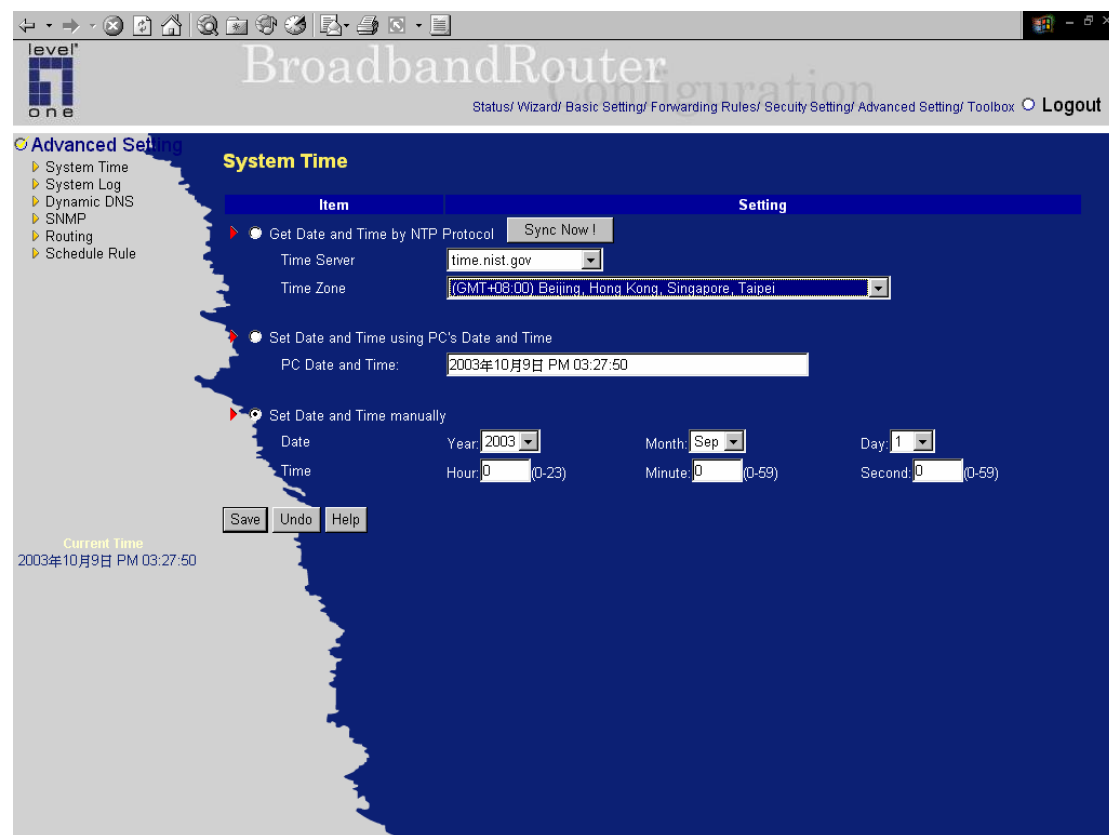 level one
BroadbandRouter
Configuration
Status/ Wizard/ Basic Setting/ Forwarding Rules/ Secuity Setting/ Advanced Setting/ Toolbox Logout
Advanced Setting
System Time
System Log
Dynamic DNS
SNMP
Routing
Schedule Rule
Current Time
2003年10月9日 PM 03:27:50
System Time
Item Setting
Get Date and Time by NTP Protocol Sync Now !
Time Server time.nist.gov
Time Zone (GMT+08:00) Beijing, Hong Kong, Singapore, Taipei
Set Date and Time using PC's Date and Time
PC Date and Time: 2003年10月9日 PM 03:27:50
Set Date and Time manually
Date Year: 2003 Month: Sep Day: 1
Time Hour: 0 (0-23) Minute: 0 (0-59) Second: 0 (0-59)
Save Undo Help